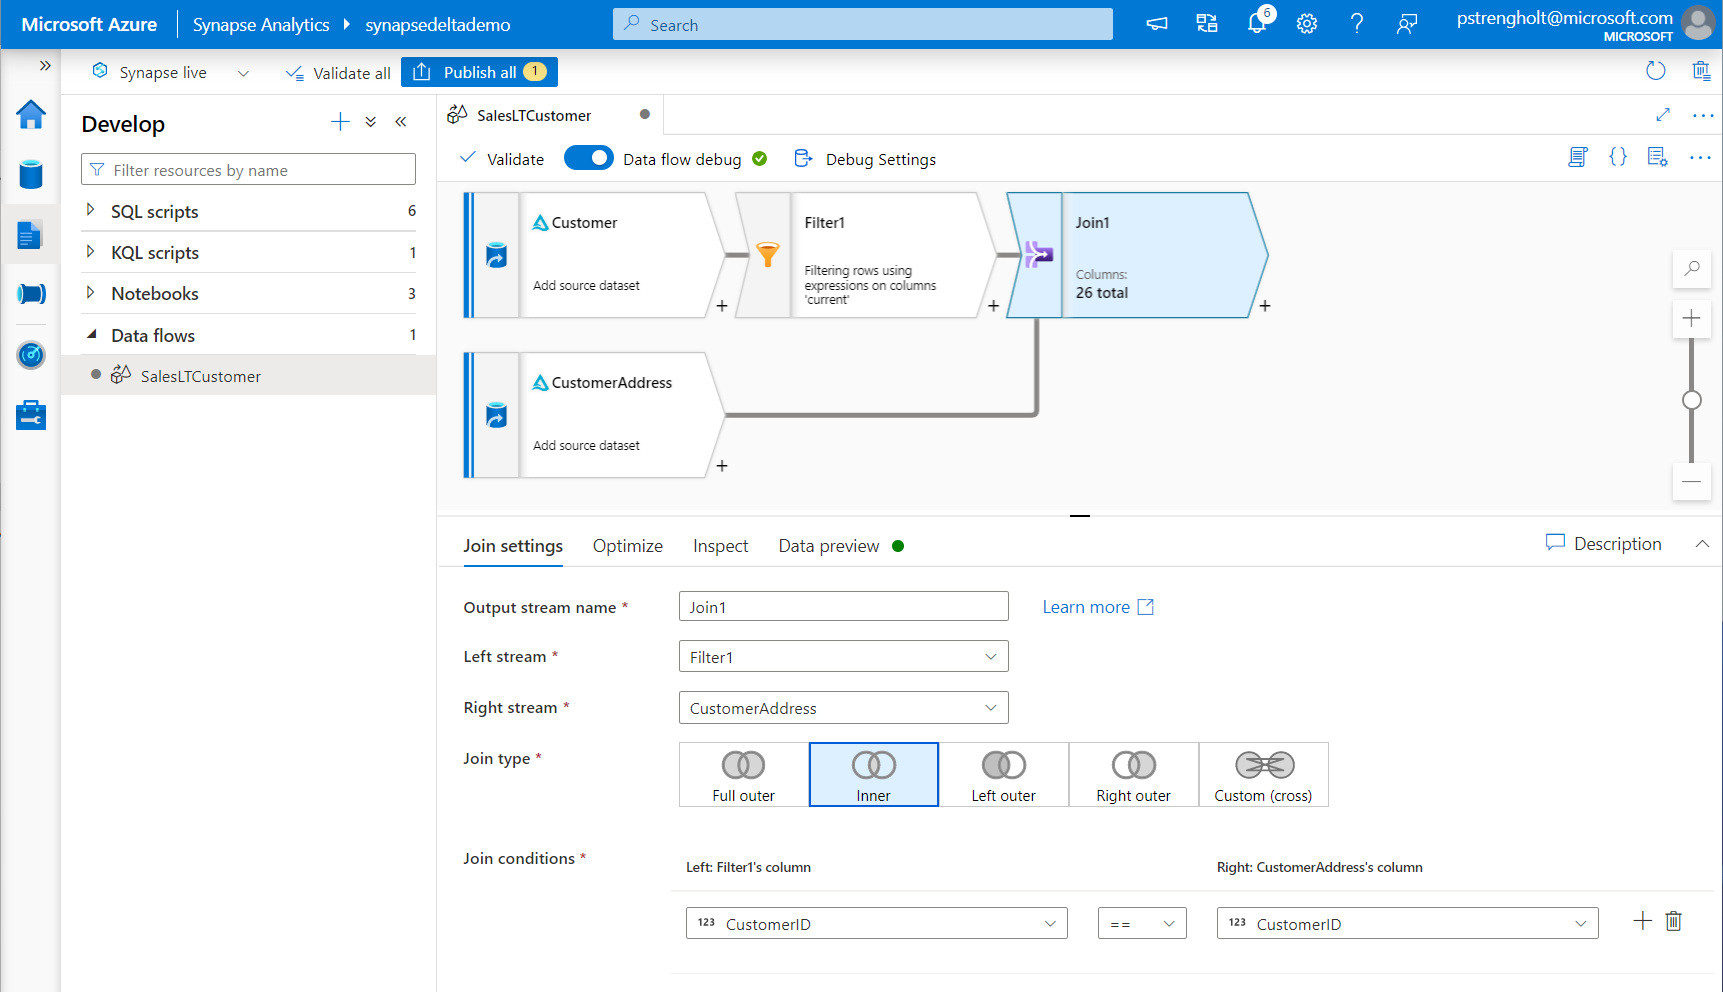 Microsoft Azure
Synapse Analytics
synapsedeltademo
Search
6
pstrengholt@microsoft.com
MICROSOFT
Synapse live
Validate all
Publish all
1
Develop
Filter resources by name
SQL scripts 6
KQL scripts 1
Notebooks 3
Data flows 1
SalesLTCustomer
SalesLTCustomer
Validate
Data flow debug
Debug Settings
{}
Customer
Add source dataset
+
Filter1
Filtering rows using
expressions on columns
'current'
+
Join1
Columns:
26 total
+
CustomerAddress
Add source dataset
+
Join settings
Optimize
Inspect
Data preview
Description
Output stream name *
Join1
Learn more
Left stream *
Filter1
Right stream *
CustomerAddress
Join type *
Full outer
Inner
Left outer
Right outer
Custom (cross)
Join conditions *
Left: Filter1's column
Right: CustomerAddress's column
123 CustomerID
==
123 CustomerID